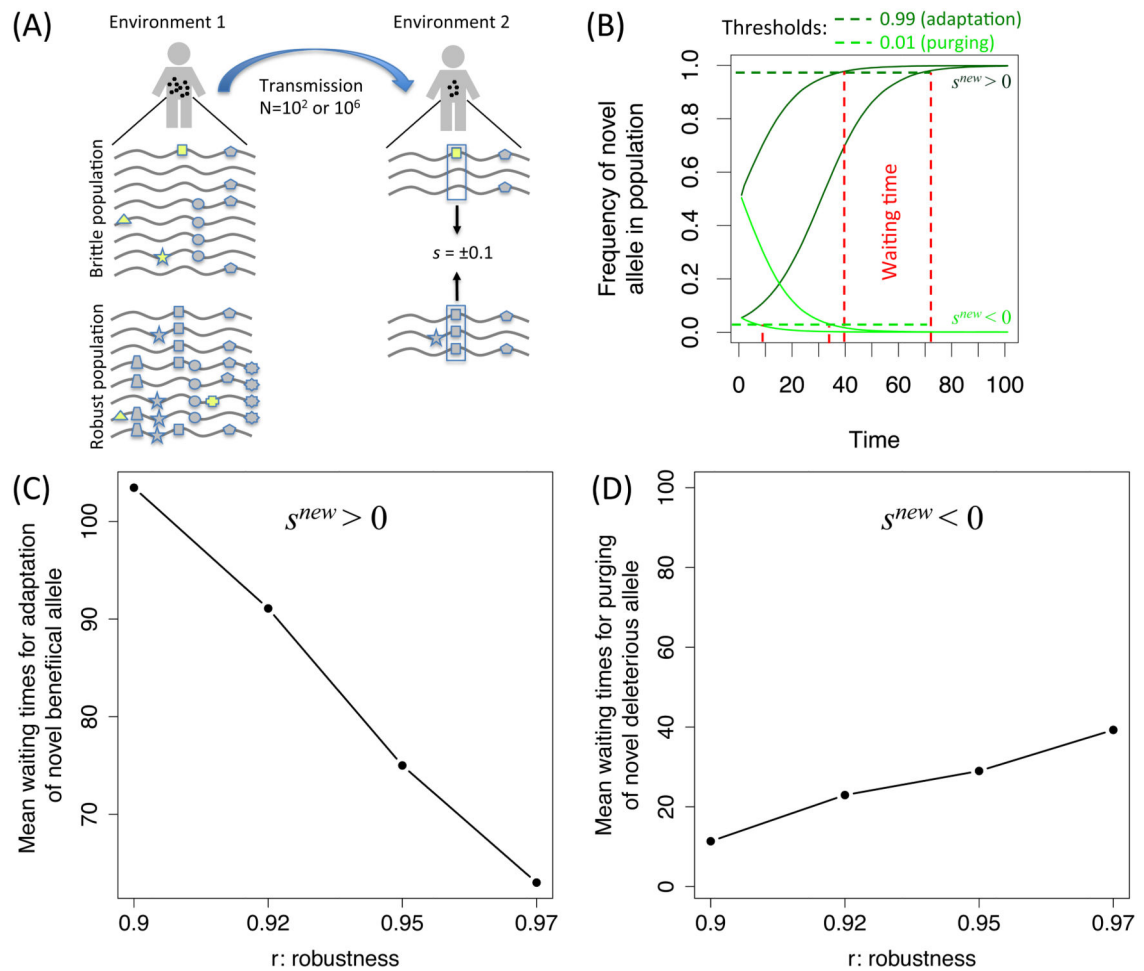 (A)
Environment 1
Environment 2
Transmission
N=10² or 10⁶
Brittle population
Robust population
s = ±0.1
(B)
Thresholds:
0.99 (adaptation)
0.01 (purging)
Frequency of novel
allele in population
1.0
0.8
0.6
0.4
0.2
0.0
s^new > 0
s^new < 0
Waiting time
0 20 40 60 80 100
Time
(C)
Mean waiting times for adaptation
of novel benefiical allele
100
90
80
70
s^new > 0
0.9 0.92 0.95 0.97
r: robustness
(D)
Mean waiting times for purging
of novel deleterious allele
100
80
60
40
20
0
s^new < 0
0.9 0.92 0.95 0.97
r: robustness